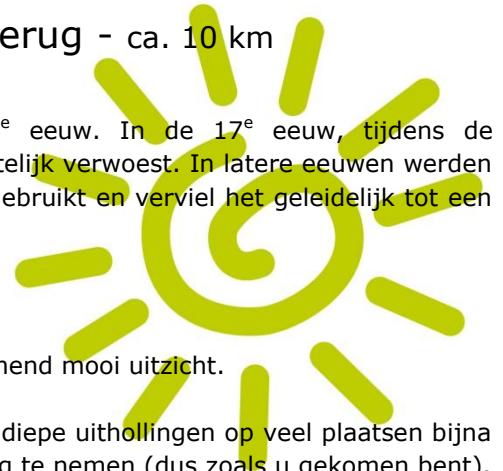 erug - ca. 10 km
e eeuw. In de 17e eeuw, tijdens de
telijk verwoest. In latere eeuwen werden
ebruikt en verviel het geleidelijk tot een
nend mooi uitzicht.
diepe uithollingen op veel plaatsen bijna
g te nemen (dus zoals u gekomen bent).